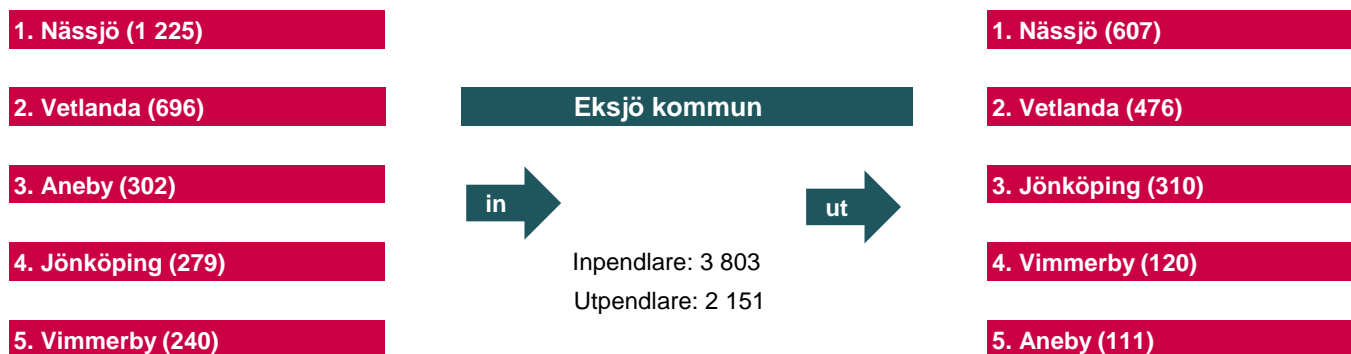 1. Nässjö (1 225)
2. Vetlanda (696)
3. Aneby (302)
4. Jönköping (279)
5. Vimmerby (240)
Eksjö kommun
in
ut
Inpendlare: 3 803
Utpendlare: 2 151
1. Nässjö (607)
2. Vetlanda (476)
3. Jönköping (310)
4. Vimmerby (120)
5. Aneby (111)